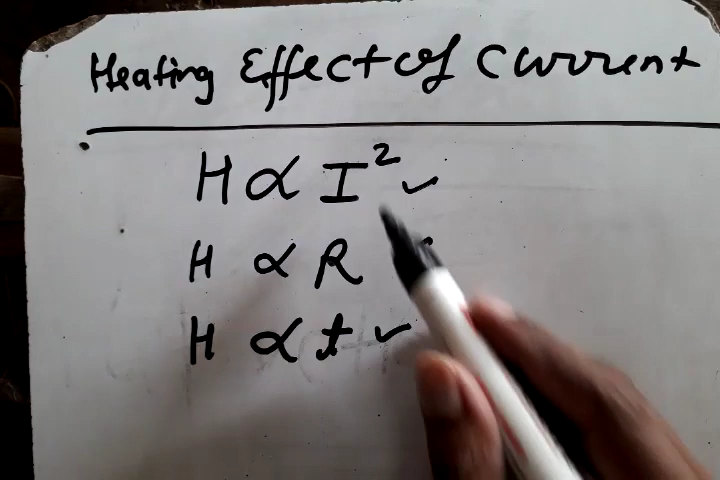 Heating Effect of Current
H ∝ I² ✓
H ∝ R
H ∝ t ✓